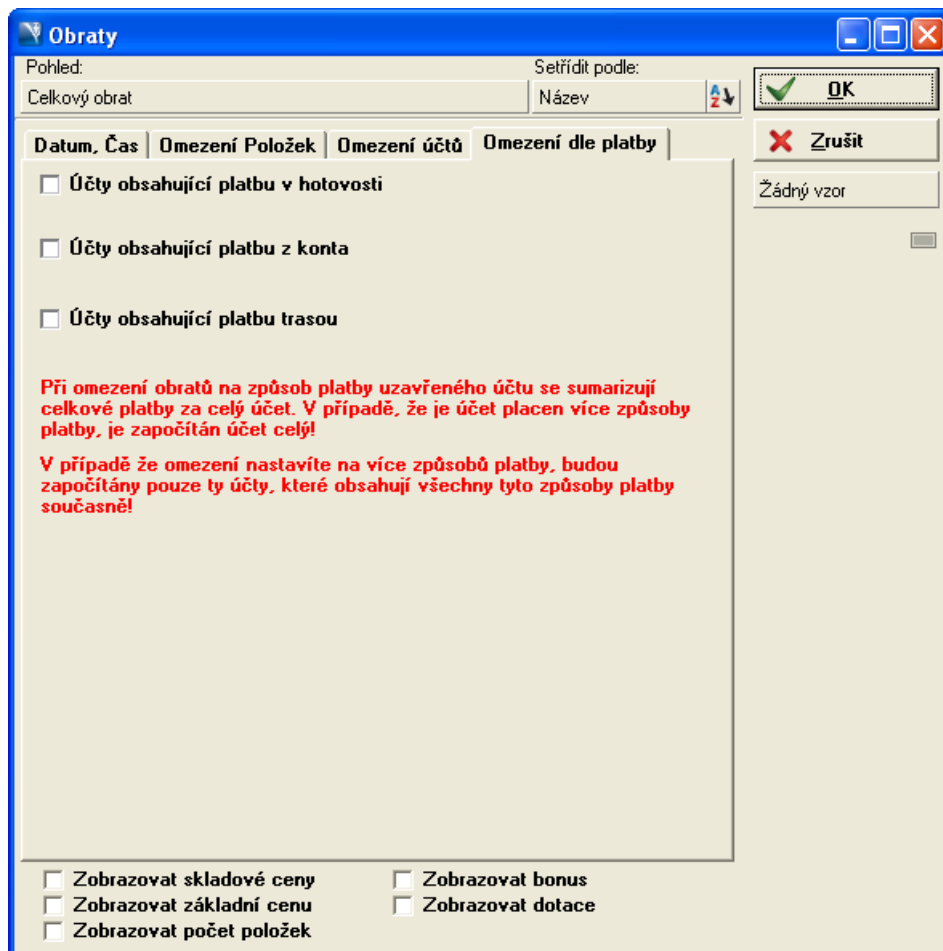 Obraty
Pohled:
Setřídit podle:
Celkový obrat
Název
OK
Zrušit
Žádný vzor
Datum, Čas
Omezení Položek
Omezení účtů
Omezení dle platby
Účty obsahující platbu v hotovosti
Účty obsahující platbu z konta
Účty obsahující platbu trasou
Při omezení obratů na způsob platby uzavřeného účtu se sumarizují
celkové platby za celý účet. V případě, že je účet placen více způsoby
platby, je započítán účet celý!
V případě že omezení nastavíte na více způsobů platby, budou
započítány pouze ty účty, které obsahují všechny tyto způsoby platby
současně!
Zobrazovat skladové ceny
Zobrazovat bonus
Zobrazovat základní cenu
Zobrazovat dotace
Zobrazovat počet položek